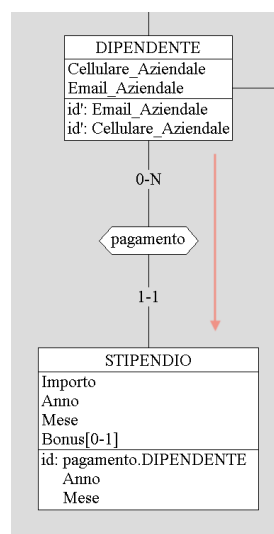 DIPENDENTE
Cellulare_Aziendale
Email_Aziendale
id': Email_Aziendale
id': Cellulare_Aziendale
0-N
pagamento
1-1
STIPENDIO
Importo
Anno
Mese
Bonus[0-1]
id: pagamento.DIPENDENTE
Anno
Mese